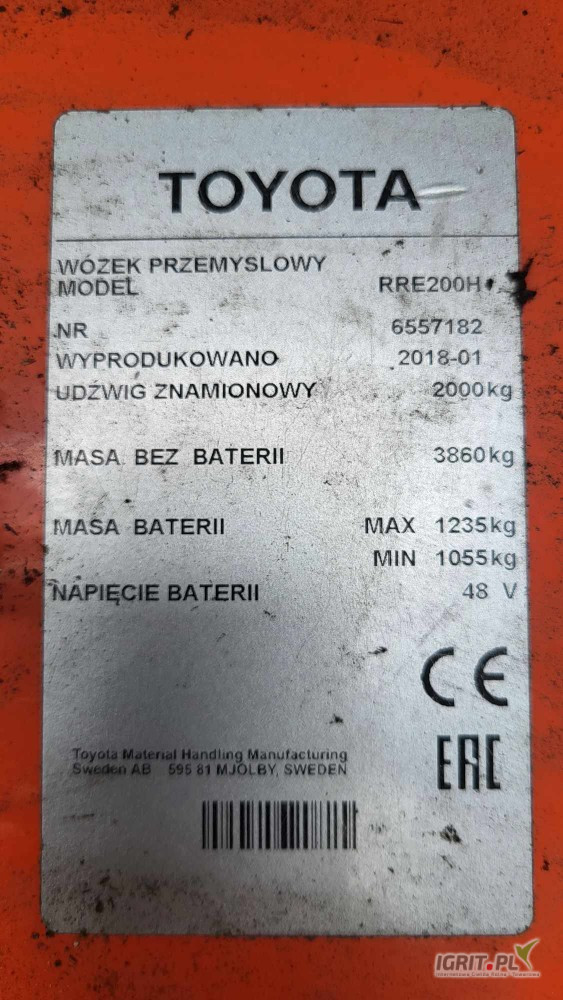 TOYOTA
WÓZEK PRZEMYSLOWY
MODEL RRE200H
NR 6557182
WYPRODUKOWANO 2018-01
UDŹWIG ZNAMIONOWY 2000kg
MASA BEZ BATERII 3860kg
MASA BATERII MAX 1235kg
MIN 1055kg
NAPIĘCIE BATERII 48 V
CE
EAC
Toyota Material Handling Manufacturing
Sweden AB 595 81 MJOLBY, SWEDEN
IGRIT.PL